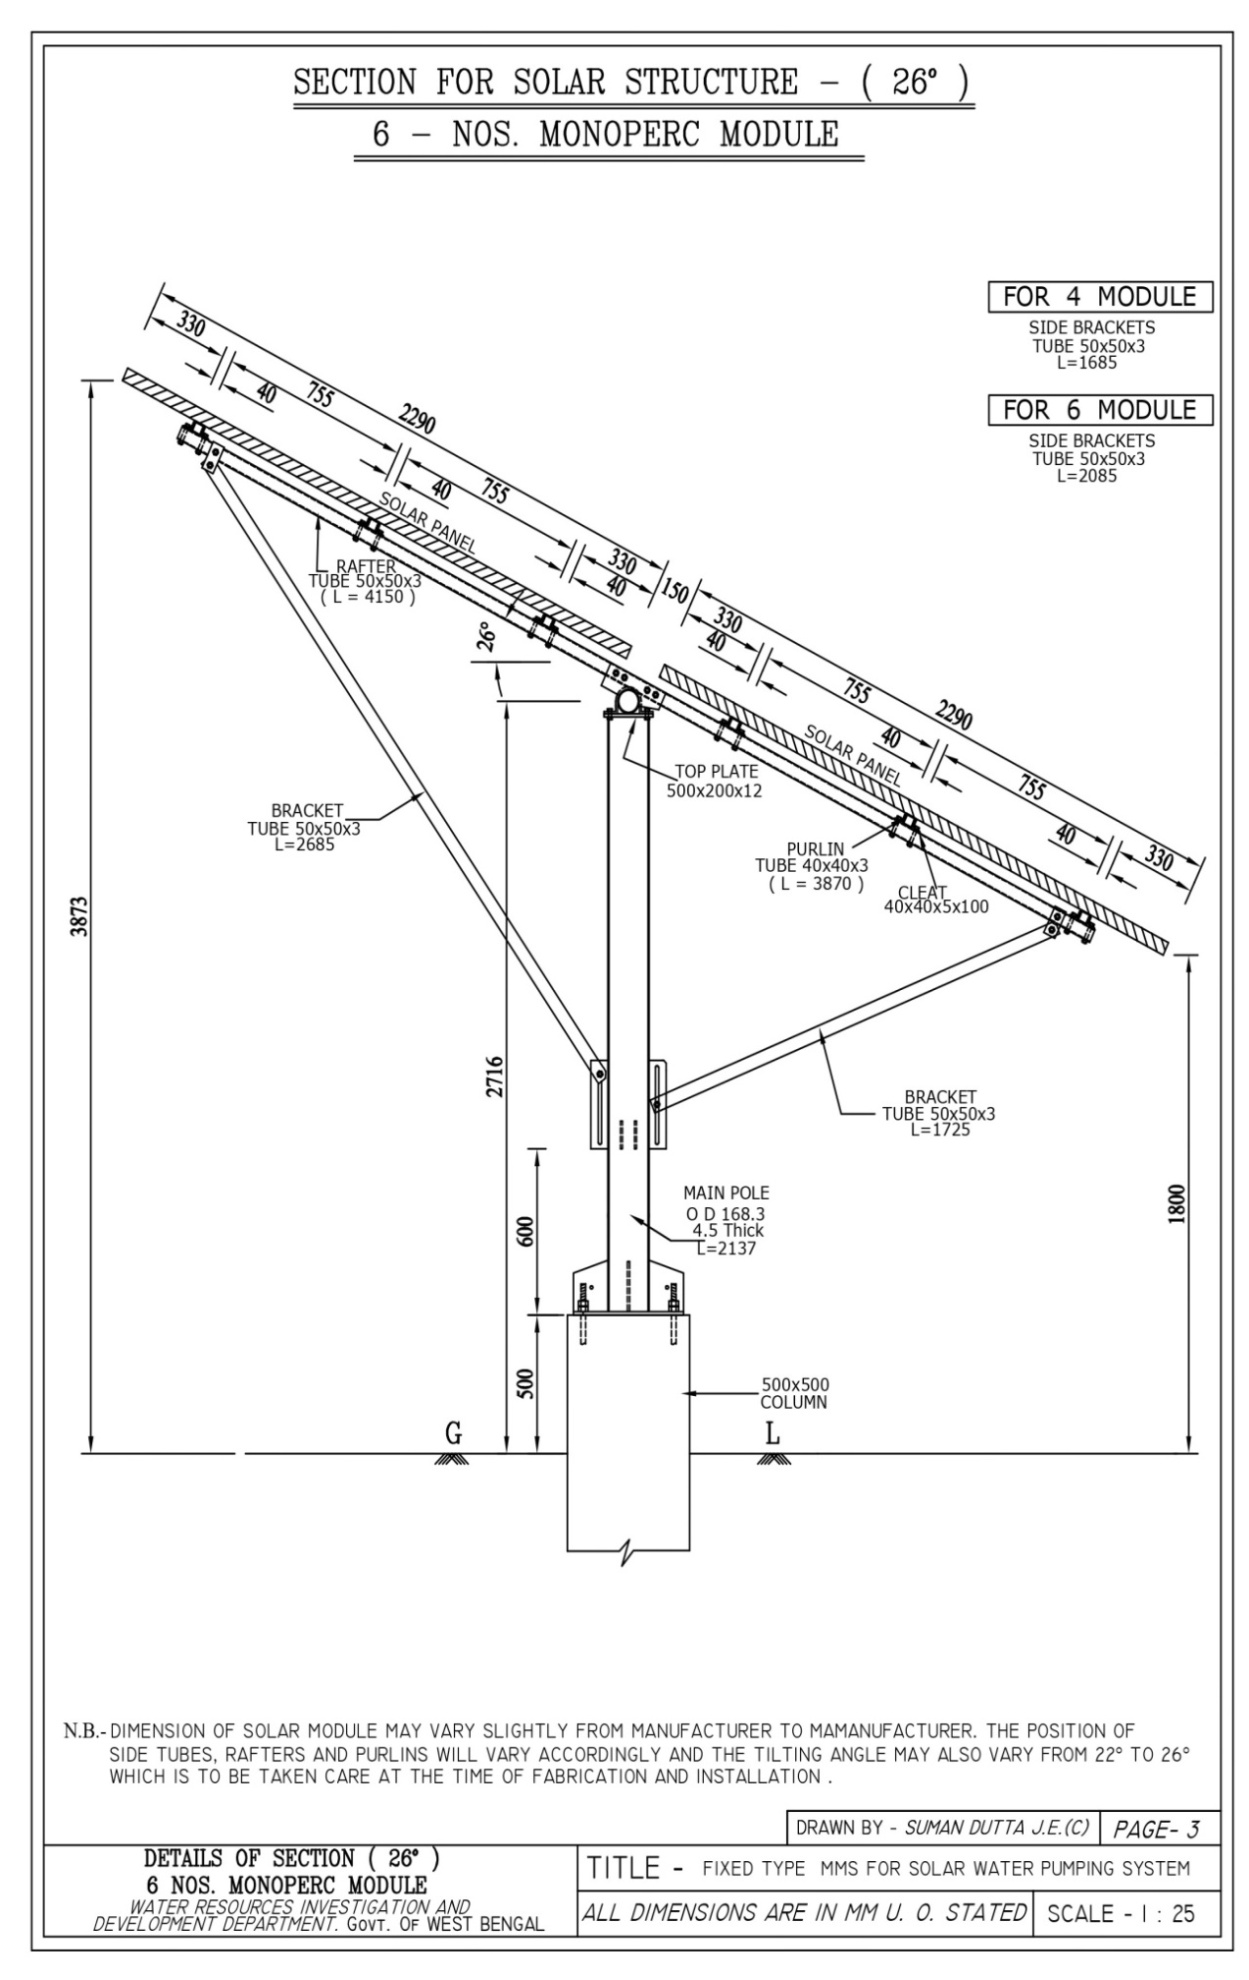 SECTION FOR SOLAR STRUCTURE - ( 26° )
6 - NOS. MONOPERC MODULE
FOR 4 MODULE
SIDE BRACKETS
TUBE 50x50x3
L=1685
FOR 6 MODULE
SIDE BRACKETS
TUBE 50x50x3
L=2085
330
40
755
2290
40
755
SOLAR PANEL
40
330
150
RAFTER
TUBE 50x50x3
( L = 4150 )
26°
330
40
755
2290
40
SOLAR PANEL
755
40
330
TOP PLATE
500x200x12
BRACKET
TUBE 50x50x3
L=2685
PURLIN
TUBE 40x40x3
( L = 3870 )
CLEAT
40x40x5x100
3873
2716
BRACKET
TUBE 50x50x3
L=1725
MAIN POLE
O D 168.3
4.5 Thick
L=2137
600
1800
500
500x500
COLUMN
G L
N.B.- DIMENSION OF SOLAR MODULE MAY VARY SLIGHTLY FROM MANUFACTURER TO MAMANUFACTURER. THE POSITION OF
SIDE TUBES, RAFTERS AND PURLINS WILL VARY ACCORDINGLY AND THE TILTING ANGLE MAY ALSO VARY FROM 22° TO 26°
WHICH IS TO BE TAKEN CARE AT THE TIME OF FABRICATION AND INSTALLATION .
DRAWN BY - SUMAN DUTTA J.E.(C)
PAGE- 3
DETAILS OF SECTION ( 26° )
6 NOS. MONOPERC MODULE
WATER RESOURCES INVESTIGATION AND
DEVELOPMENT DEPARTMENT. GOVT. OF WEST BENGAL
TITLE - FIXED TYPE MMS FOR SOLAR WATER PUMPING SYSTEM
ALL DIMENSIONS ARE IN MM U. O. STATED
SCALE - 1 : 25